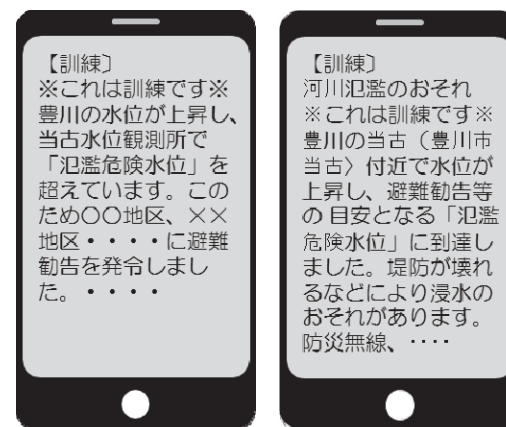 【訓練〕
※これは訓練です※
豊川の水位が上昇し、
当古水位観測所で
「氾濫危険水位」を
超えています。この
ため〇〇地区、××
地区・・・・に避難
勧告を発令しまし
た。・・・・
【訓練〕
河川氾濫のおそれ
※これは訓練です※
豊川の当古（豊川市
当古〉付近で水位が
上昇し、避難勧告等
の目安となる「氾濫
危険水位」に到達し
ました。堤防が壊れ
るなどにより浸水の
おそれがあります。
防災無線、・・・・